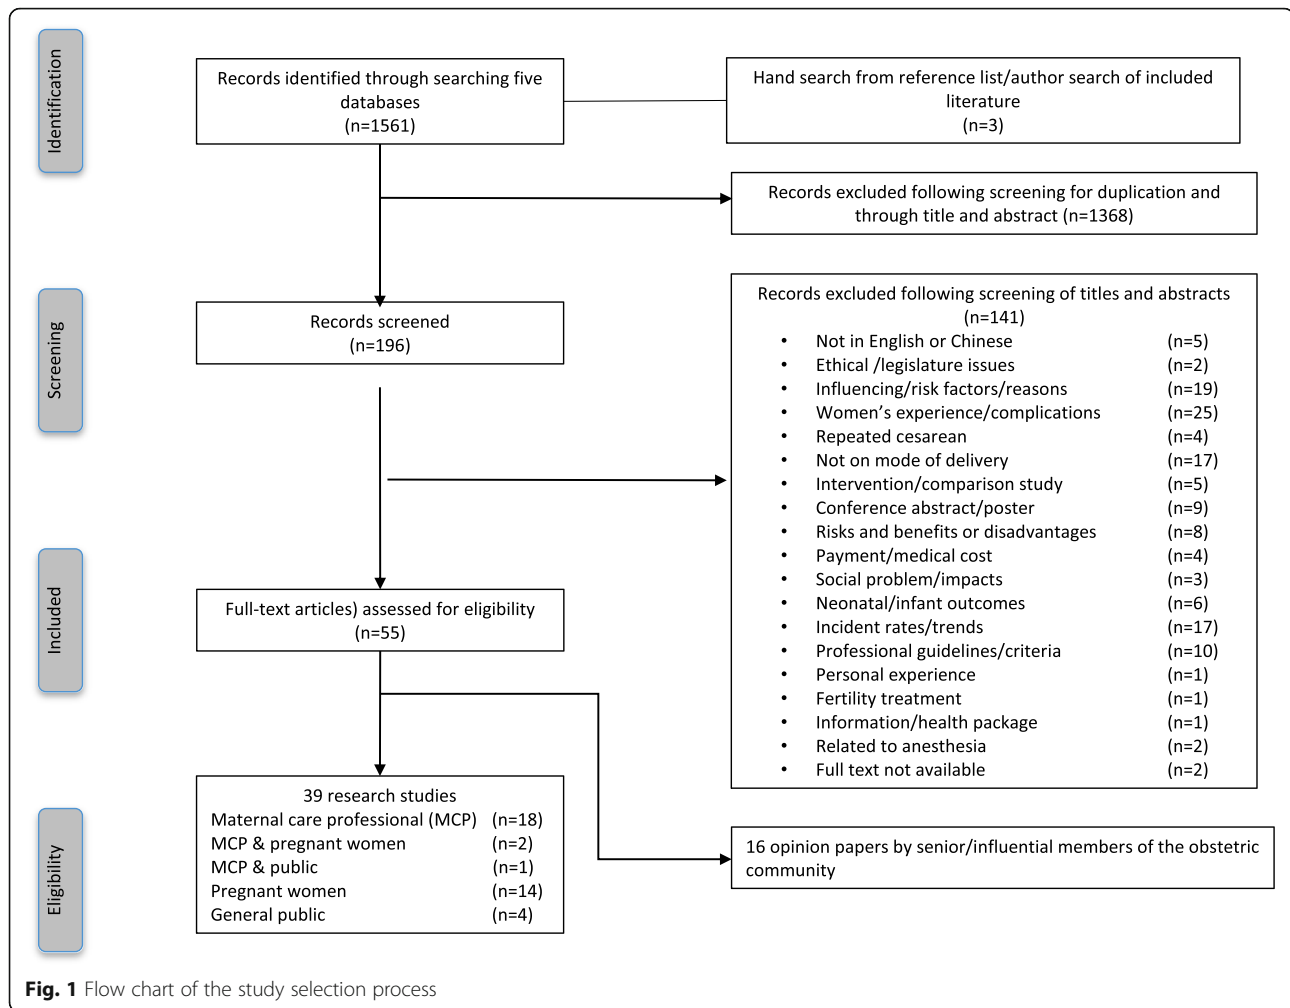 Identification
Records identified through searching five
databases
(n=1561)
Hand search from reference list/author search of included
literature
(n=3)
Records excluded following screening for duplication and
through title and abstract (n=1368)
Screening
Records screened
(n=196)
Records excluded following screening of titles and abstracts
(n=141)
• Not in English or Chinese (n=5)
• Ethical /legislature issues (n=2)
• Influencing/risk factors/reasons (n=19)
• Women's experience/complications (n=25)
• Repeated cesarean (n=4)
• Not on mode of delivery (n=17)
• Intervention/comparison study (n=5)
• Conference abstract/poster (n=9)
• Risks and benefits or disadvantages (n=8)
• Payment/medical cost (n=4)
• Social problem/impacts (n=3)
• Neonatal/infant outcomes (n=6)
• Incident rates/trends (n=17)
• Professional guidelines/criteria (n=10)
• Personal experience (n=1)
• Fertility treatment (n=1)
• Information/health package (n=1)
• Related to anesthesia (n=2)
• Full text not available (n=2)
Included
Full-text articles) assessed for eligibility
(n=55)
Eligibility
39 research studies
Maternal care professional (MCP) (n=18)
MCP & pregnant women (n=2)
MCP & public (n=1)
Pregnant women (n=14)
General public (n=4)
16 opinion papers by senior/influential members of the obstetric
community
Fig. 1 Flow chart of the study selection process